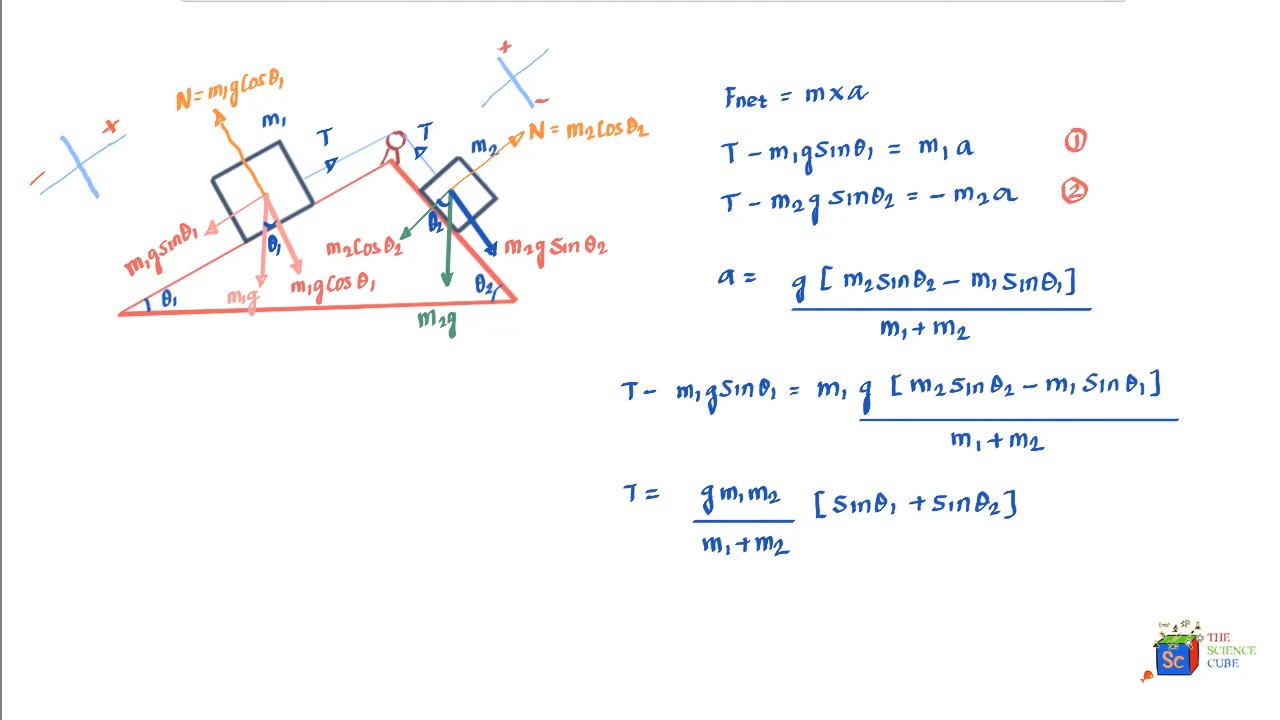 +
N = m₁gCosθ₁
m₁
T
T
m₂
N = m₂Cosθ₂
+
−
−
m₁gsinθ₁
θ₁
m₁g
m₁gCosθ₁
θ₁
m₂Cosθ₂
θ₂
m₂gSinθ₂
θ₂
m₂g
Fnet = m×a
T − m₁gSinθ₁ = m₁a ①
T − m₂gSinθ₂ = −m₂a ②
a = g[m₂Sinθ₂ − m₁Sinθ₁]
m₁+m₂
T − m₁gSinθ₁ = m₁ g [m₂Sinθ₂ − m₁Sinθ₁]
m₁+m₂
T = gm₁m₂ [Sinθ₁ + Sinθ₂]
m₁+m₂
Sc
THE
SCIENCE
CUBE